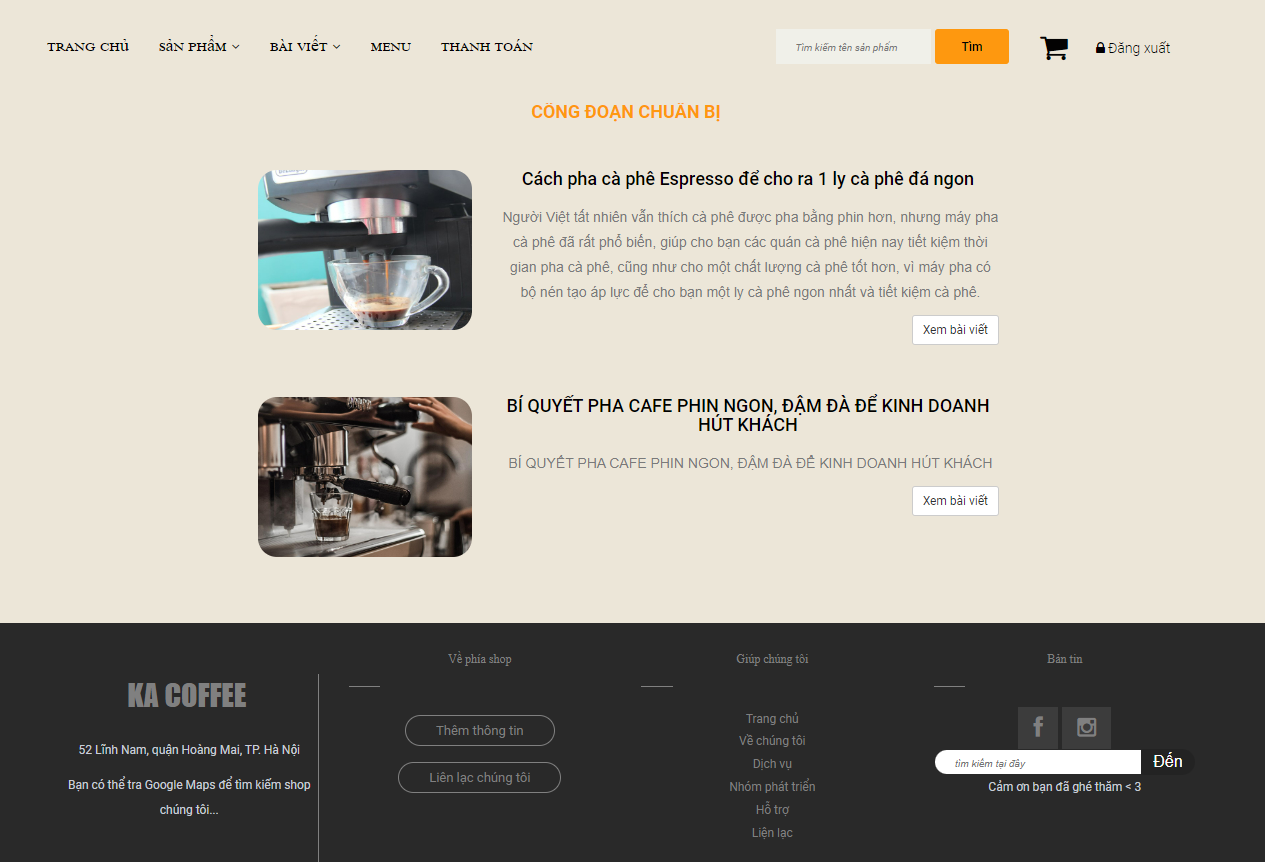 TRANG CHỦ SẢN PHẨM BÀI VIẾT MENU THANH TOÁN Tìm kiếm tên sản phẩm Tìm Đăng xuất
CÔNG ĐOẠN CHUẨN BỊ
Cách pha cà phê Espresso để cho ra 1 ly cà phê đá ngon
Người Việt tất nhiên vẫn thích cà phê được pha bằng phin hơn, nhưng máy pha
cà phê đã rất phổ biến, giúp cho bạn các quán cà phê hiện nay tiết kiệm thời
gian pha cà phê, cũng như cho một chất lượng cà phê tốt hơn, vì máy pha có
bộ nén tạo áp lực để cho bạn một ly cà phê ngon nhất và tiết kiệm cà phê.
Xem bài viết
BÍ QUYẾT PHA CAFE PHIN NGON, ĐẬM ĐÀ ĐỂ KINH DOANH
HÚT KHÁCH
BÍ QUYẾT PHA CAFE PHIN NGON, ĐẬM ĐÀ ĐỂ KINH DOANH HÚT KHÁCH
Xem bài viết
KA COFFEE
52 Lĩnh Nam, quận Hoàng Mai, TP. Hà Nội
Bạn có thể tra Google Maps để tìm kiếm shop
chúng tôi...
Về phía shop
Thêm thông tin
Liên lạc chúng tôi
Giúp chúng tôi
Trang chủ
Về chúng tôi
Dịch vụ
Nhóm phát triển
Hỗ trợ
Liện lạc
Bản tin
tìm kiếm tại đây Đến
Cảm ơn bạn đã ghé thăm < 3